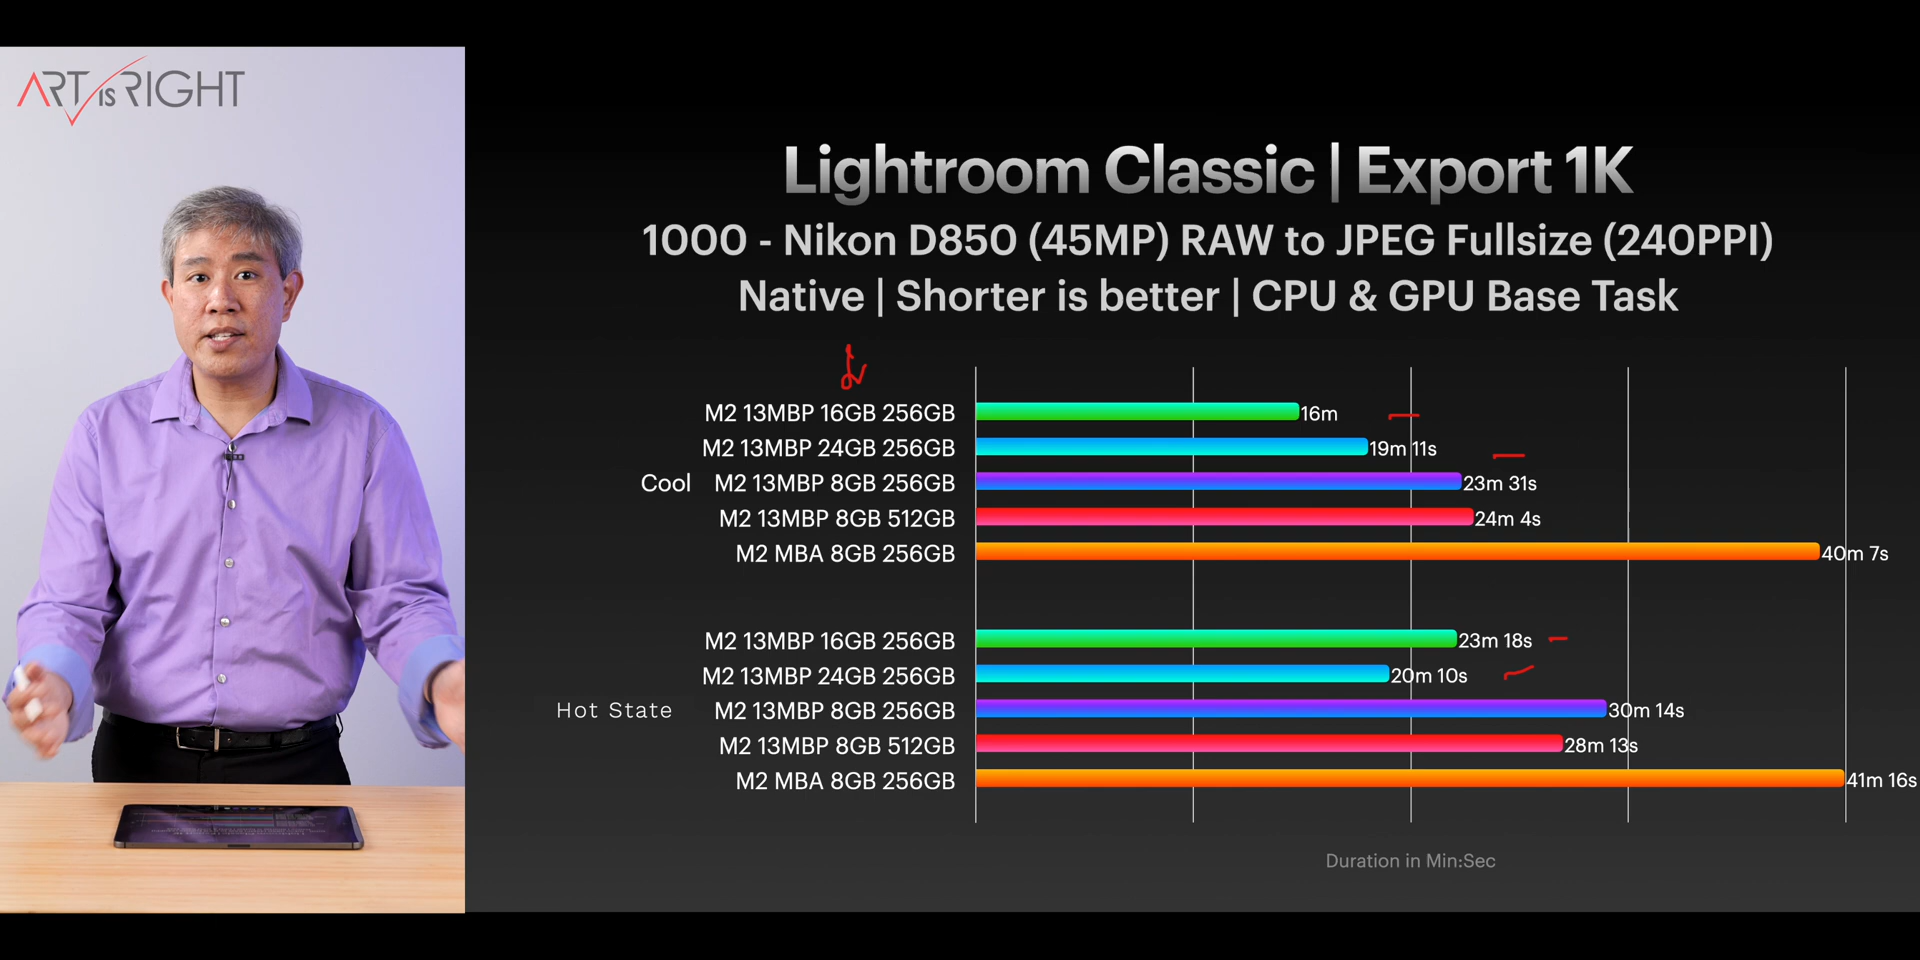 ART IS RIGHT
Lightroom Classic | Export 1K
1000 - Nikon D850 (45MP) RAW to JPEG Fullsize (240PPI)
Native | Shorter is better | CPU & GPU Base Task
M2 13MBP 16GB 256GB 16m
M2 13MBP 24GB 256GB 19m 11s
Cool M2 13MBP 8GB 256GB 23m 31s
M2 13MBP 8GB 512GB 24m 4s
M2 MBA 8GB 256GB 40m 7s
M2 13MBP 16GB 256GB 23m 18s
M2 13MBP 24GB 256GB 20m 10s
Hot State M2 13MBP 8GB 256GB 30m 14s
M2 13MBP 8GB 512GB 28m 13s
M2 MBA 8GB 256GB 41m 16s
Duration in Min:Sec